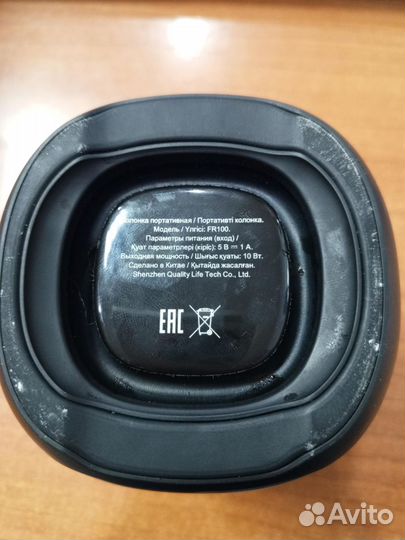 Колонка портативная / Портативті колонка.
Модель / Үлгісі: FR100.
Параметры питания (вход) /
Қуат параметрлері (кіріс): 5 В ⎓ 1 А.
Выходная мощность / Шығыс қуаты: 10 Вт.
Сделано в Китае / Қытайда жасалған.
Shenzhen Quality Life Tech Co., Ltd.
EAC
Avito